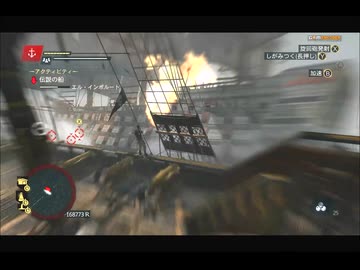 旋回砲発射 Y
しがみつく(長押し) Y
加速 B
ーアクティビティー
伝説の船
エル・インポルート
-168773 R
25